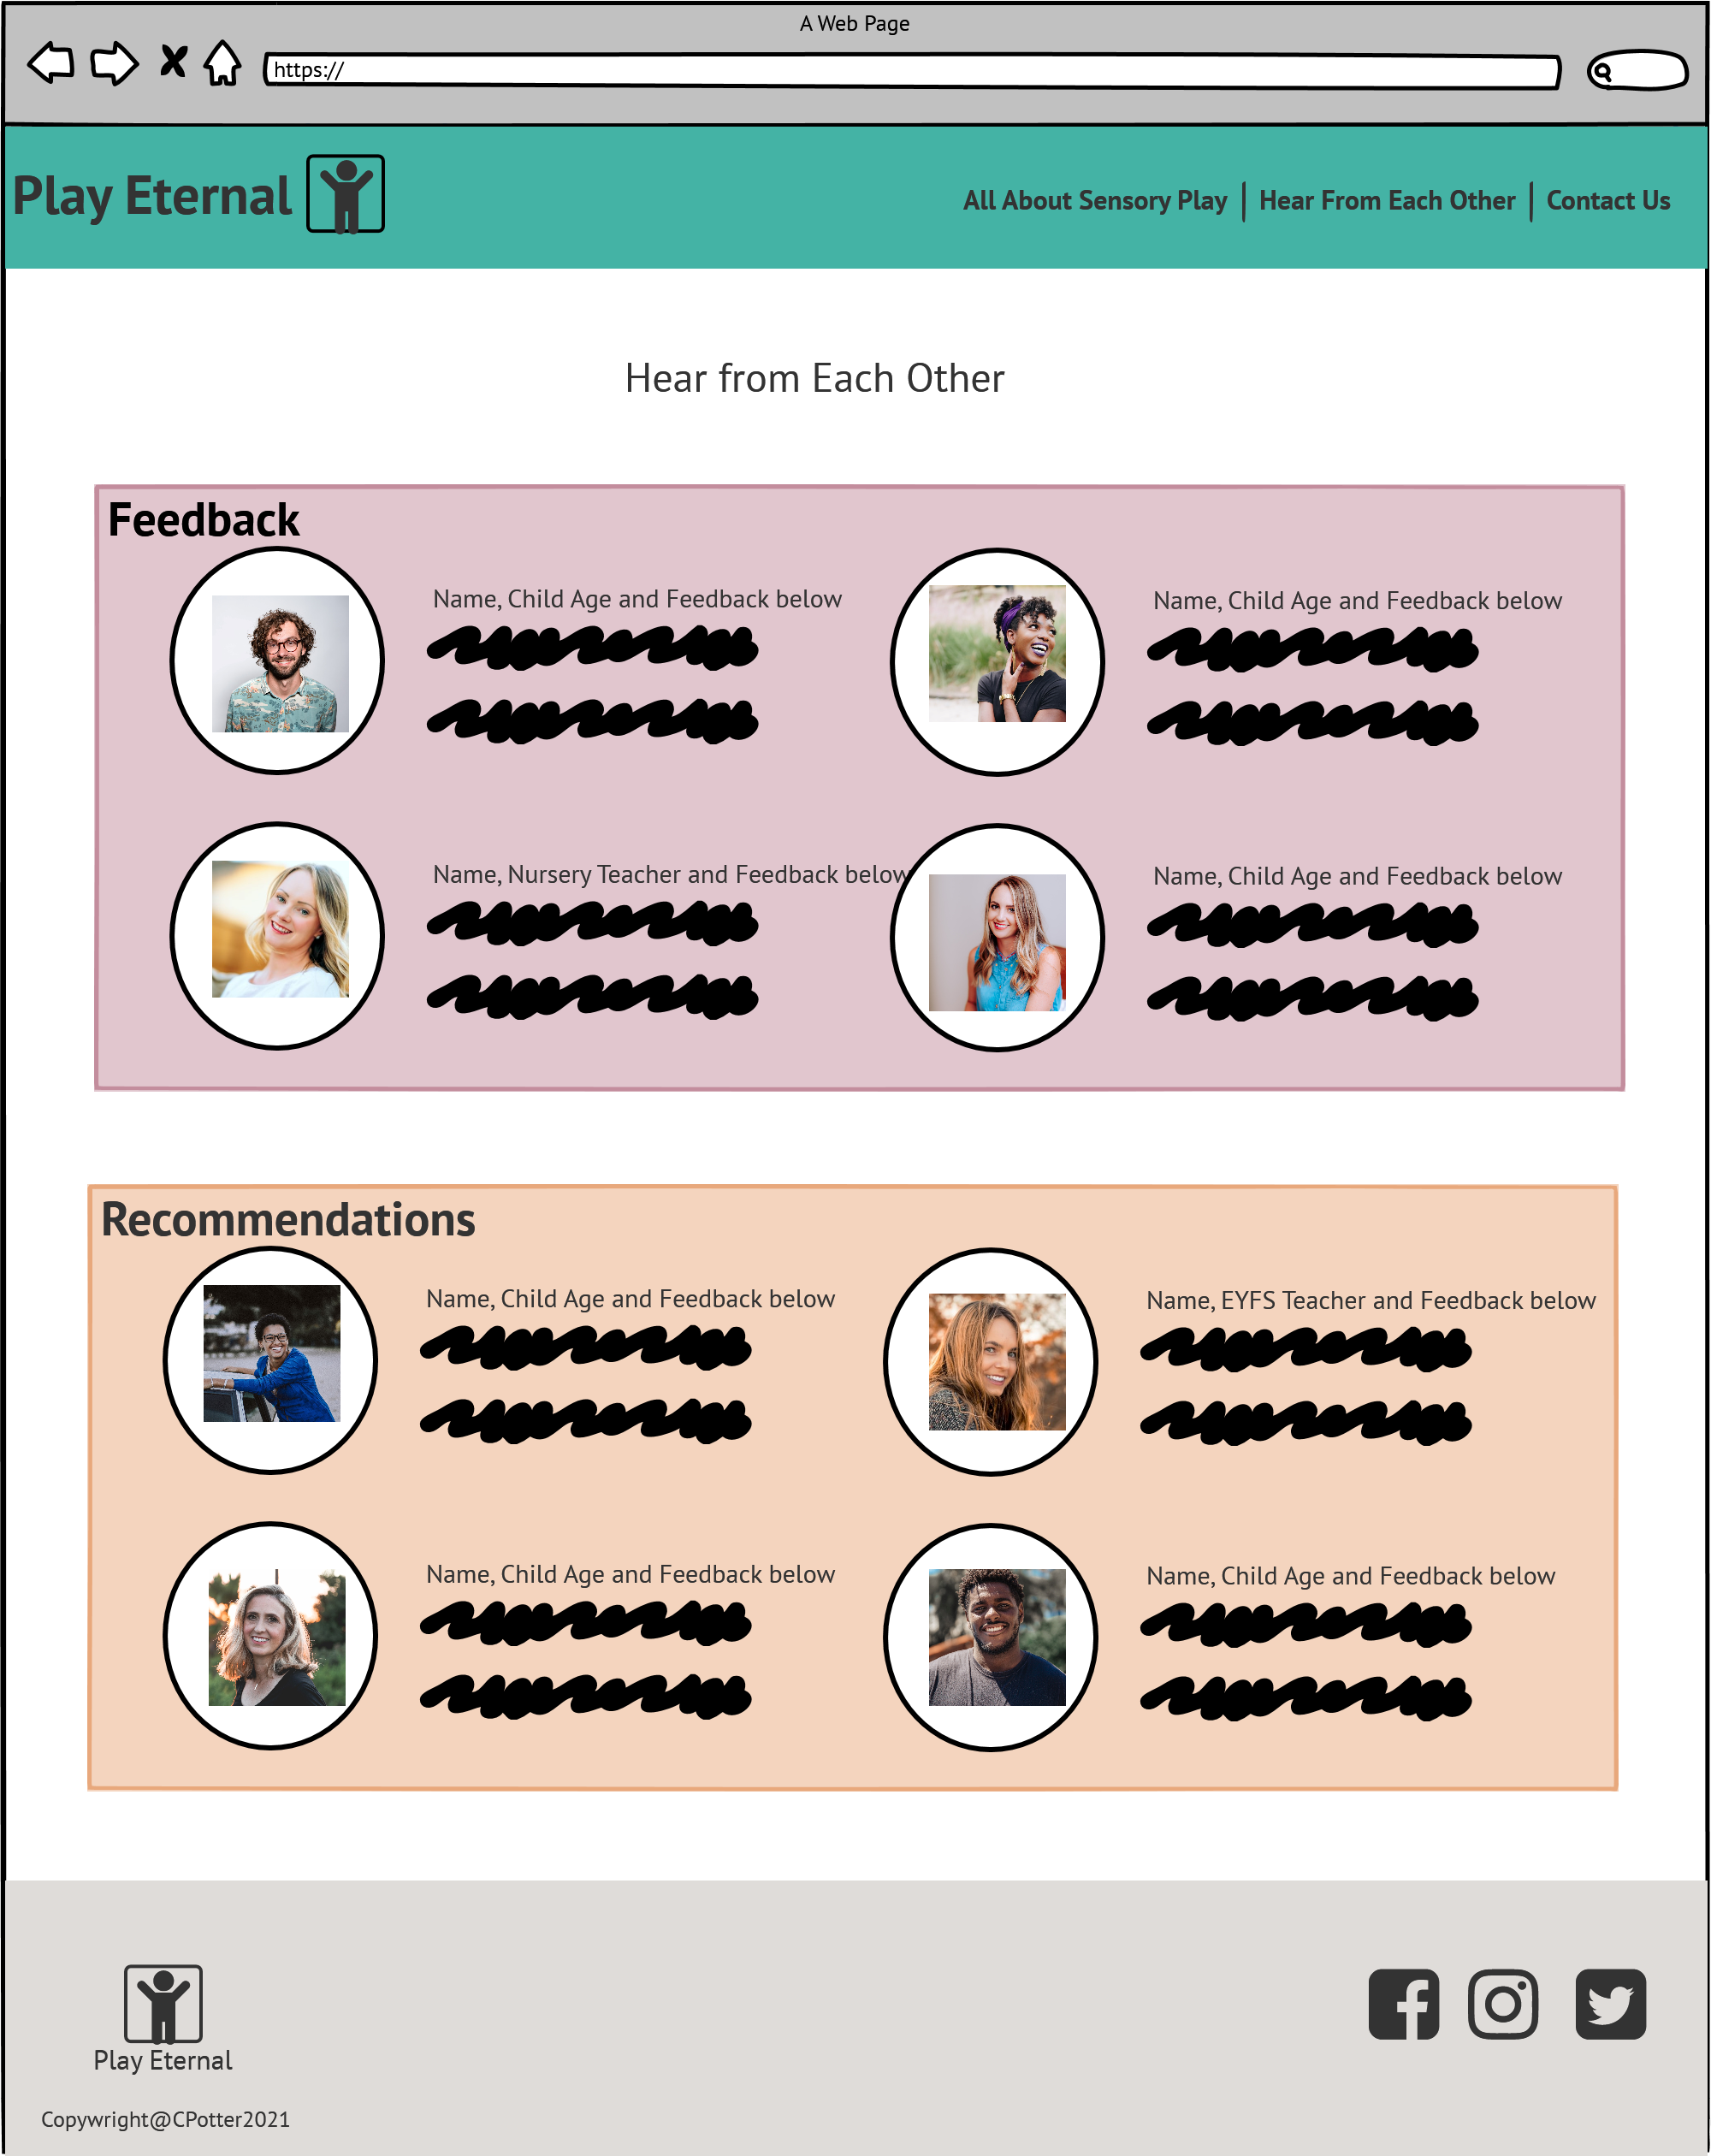 A Web Page
https://
Play Eternal
All About Sensory Play | Hear From Each Other | Contact Us
Hear from Each Other
Feedback
Name, Child Age and Feedback below
Name, Child Age and Feedback below
Name, Nursery Teacher and Feedback below
Name, Child Age and Feedback below
Recommendations
Name, Child Age and Feedback below
Name, EYFS Teacher and Feedback below
Name, Child Age and Feedback below
Name, Child Age and Feedback below
Play Eternal
Copywright@CPotter2021